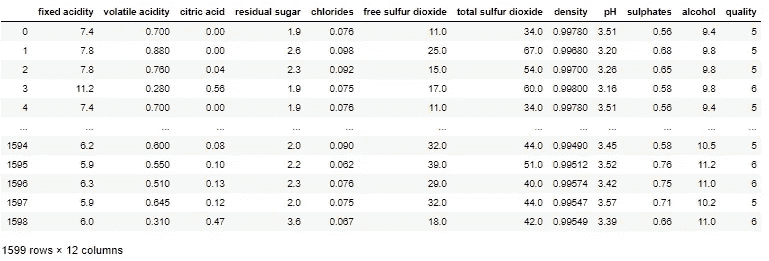 fixed acidity volatile acidity citric acid residual sugar chlorides free sulfur dioxide total sulfur dioxide density pH sulphates alcohol quality
0 7.4 0.700 0.00 1.9 0.076 11.0 34.0 0.99780 3.51 0.56 9.4 5
1 7.8 0.880 0.00 2.6 0.098 25.0 67.0 0.99680 3.20 0.68 9.8 5
2 7.8 0.760 0.04 2.3 0.092 15.0 54.0 0.99700 3.26 0.65 9.8 5
3 11.2 0.280 0.56 1.9 0.075 17.0 60.0 0.99800 3.16 0.58 9.8 6
4 7.4 0.700 0.00 1.9 0.076 11.0 34.0 0.99780 3.51 0.56 9.4 5
... ... ... ... ... ... ... ... ... ... ... ... ...
1594 6.2 0.600 0.08 2.0 0.090 32.0 44.0 0.99490 3.45 0.58 10.5 5
1595 5.9 0.550 0.10 2.2 0.062 39.0 51.0 0.99512 3.52 0.76 11.2 6
1596 6.3 0.510 0.13 2.3 0.076 29.0 40.0 0.99574 3.42 0.75 11.0 6
1597 5.9 0.645 0.12 2.0 0.075 32.0 44.0 0.99547 3.57 0.71 10.2 5
1598 6.0 0.310 0.47 3.6 0.067 18.0 42.0 0.99549 3.39 0.66 11.0 6
1599 rows × 12 columns